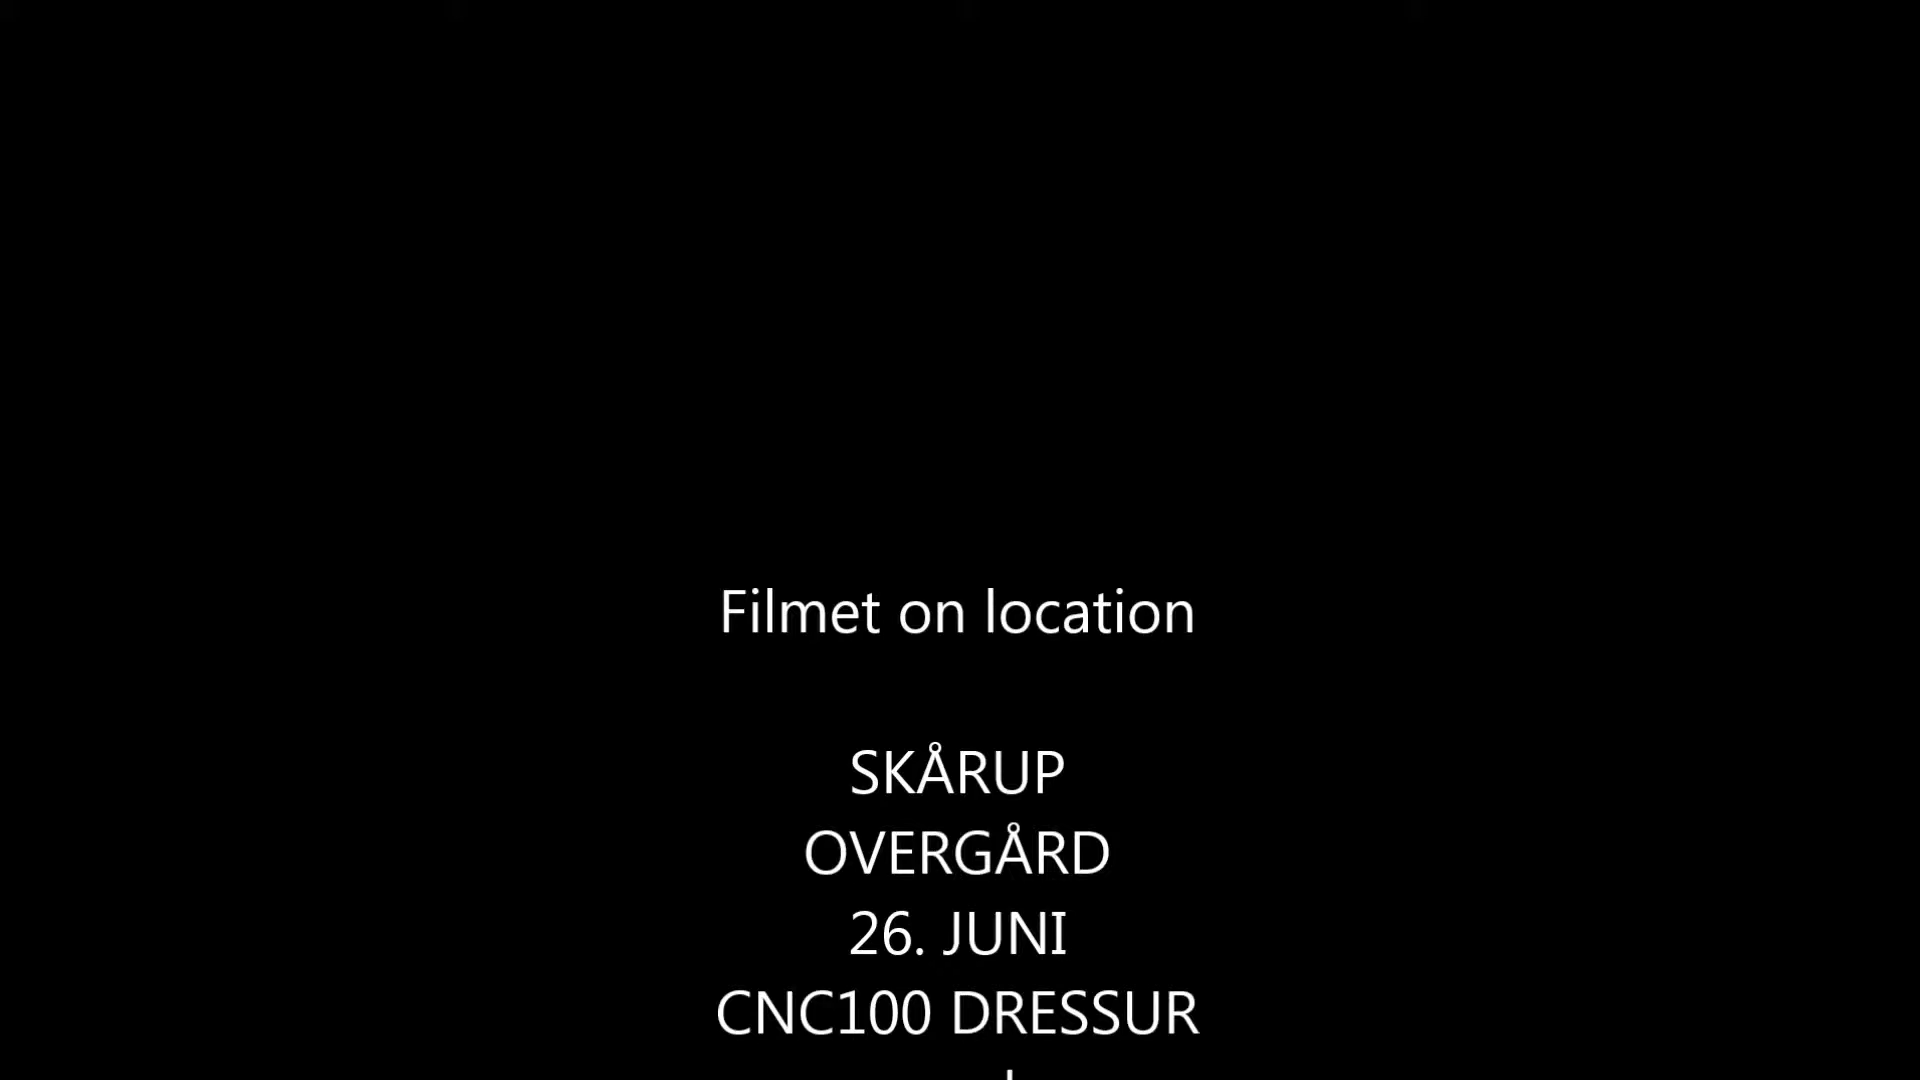 Filmet on location
SKÅRUP
OVERGÅRD
26. JUNI
CNC100 DRESSUR